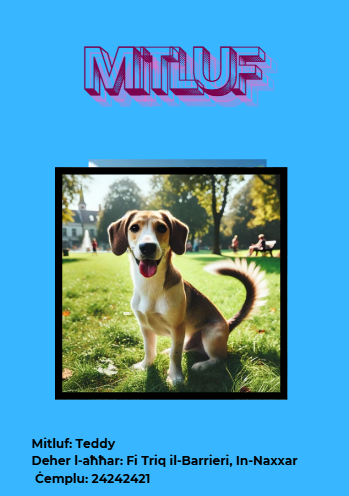 MITLUF
Mitluf: Teddy
Deher l-aħħar: Fi Triq il-Barrieri, In-Naxxar
Ċemplu: 24242421